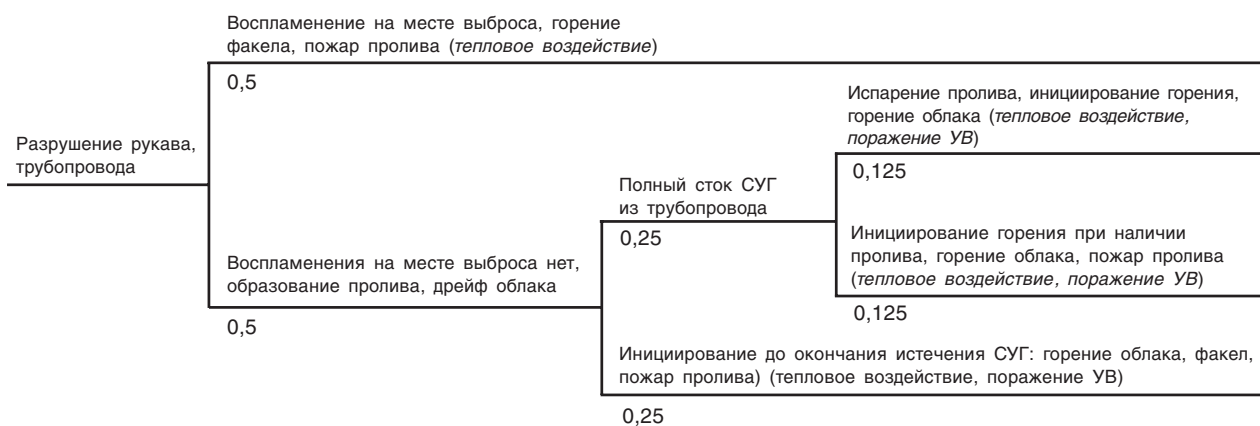 Воспламенение на месте выброса, горение
факела, пожар пролива (тепловое воздействие)
0,5
Испарение пролива, инициирование горения,
горение облака (тепловое воздействие,
поражение УВ)
0,125
Разрушение рукава,
трубопровода
Полный сток СУГ
из трубопровода
0,25
Инициирование горения при наличии
пролива, горение облака, пожар пролива
(тепловое воздействие, поражение УВ)
0,125
Воспламенения на месте выброса нет,
образование пролива, дрейф облака
0,5
Инициирование до окончания истечения СУГ: горение облака, факел,
пожар пролива) (тепловое воздействие, поражение УВ)
0,25